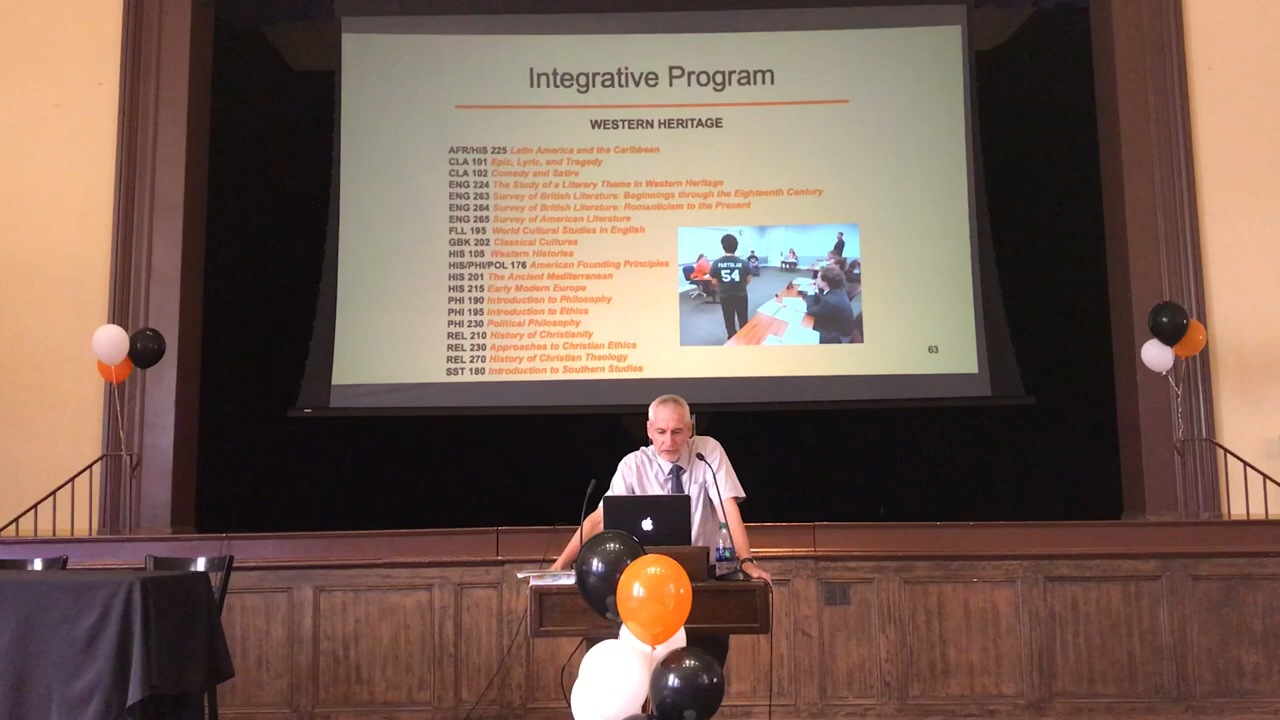 Integrative Program
WESTERN HERITAGE
AFR/HIS 225 Latin America and the Caribbean
CLA 101 Epic, Lyric, and Tragedy
CLA 102 Comedy and Satire
ENG 224 The Study of a Literary Theme in Western Heritage
ENG 263 Survey of British Literature: Beginnings through the Eighteenth Century
ENG 264 Survey of British Literature: Romanticism to the Present
ENG 265 Survey of American Literature
FLL 195 World Cultural Studies in English
GBK 202 Classical Cultures
HIS 105 Western Histories
HIS/PHI/POL 176 American Founding Principles
HIS 201 The Ancient Mediterranean
HIS 215 Early Modern Europe
PHI 190 Introduction to Philosophy
PHI 195 Introduction to Ethics
PHI 230 Political Philosophy
REL 210 History of Christianity
REL 230 Approaches to Christian Ethics
REL 270 History of Christian Theology
SST 180 Introduction to Southern Studies
54
63